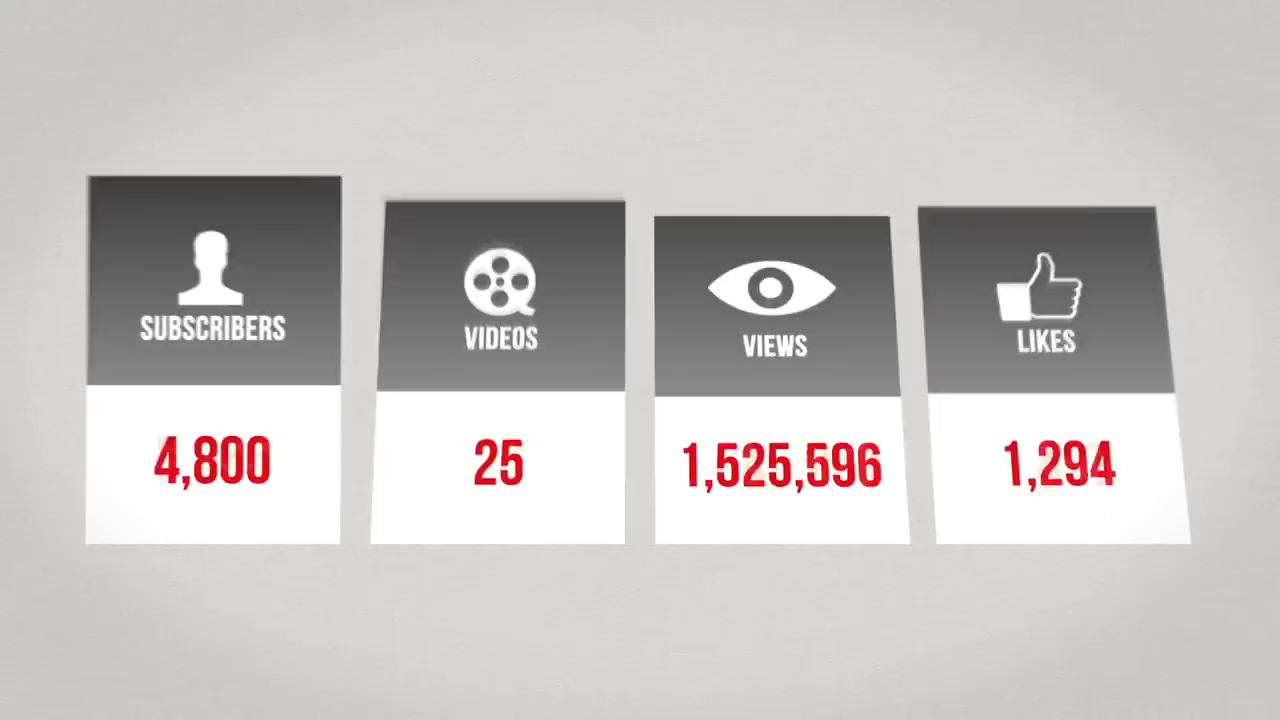 SUBSCRIBERS
4,800
VIDEOS
25
VIEWS
1,525,596
LIKES
1,294